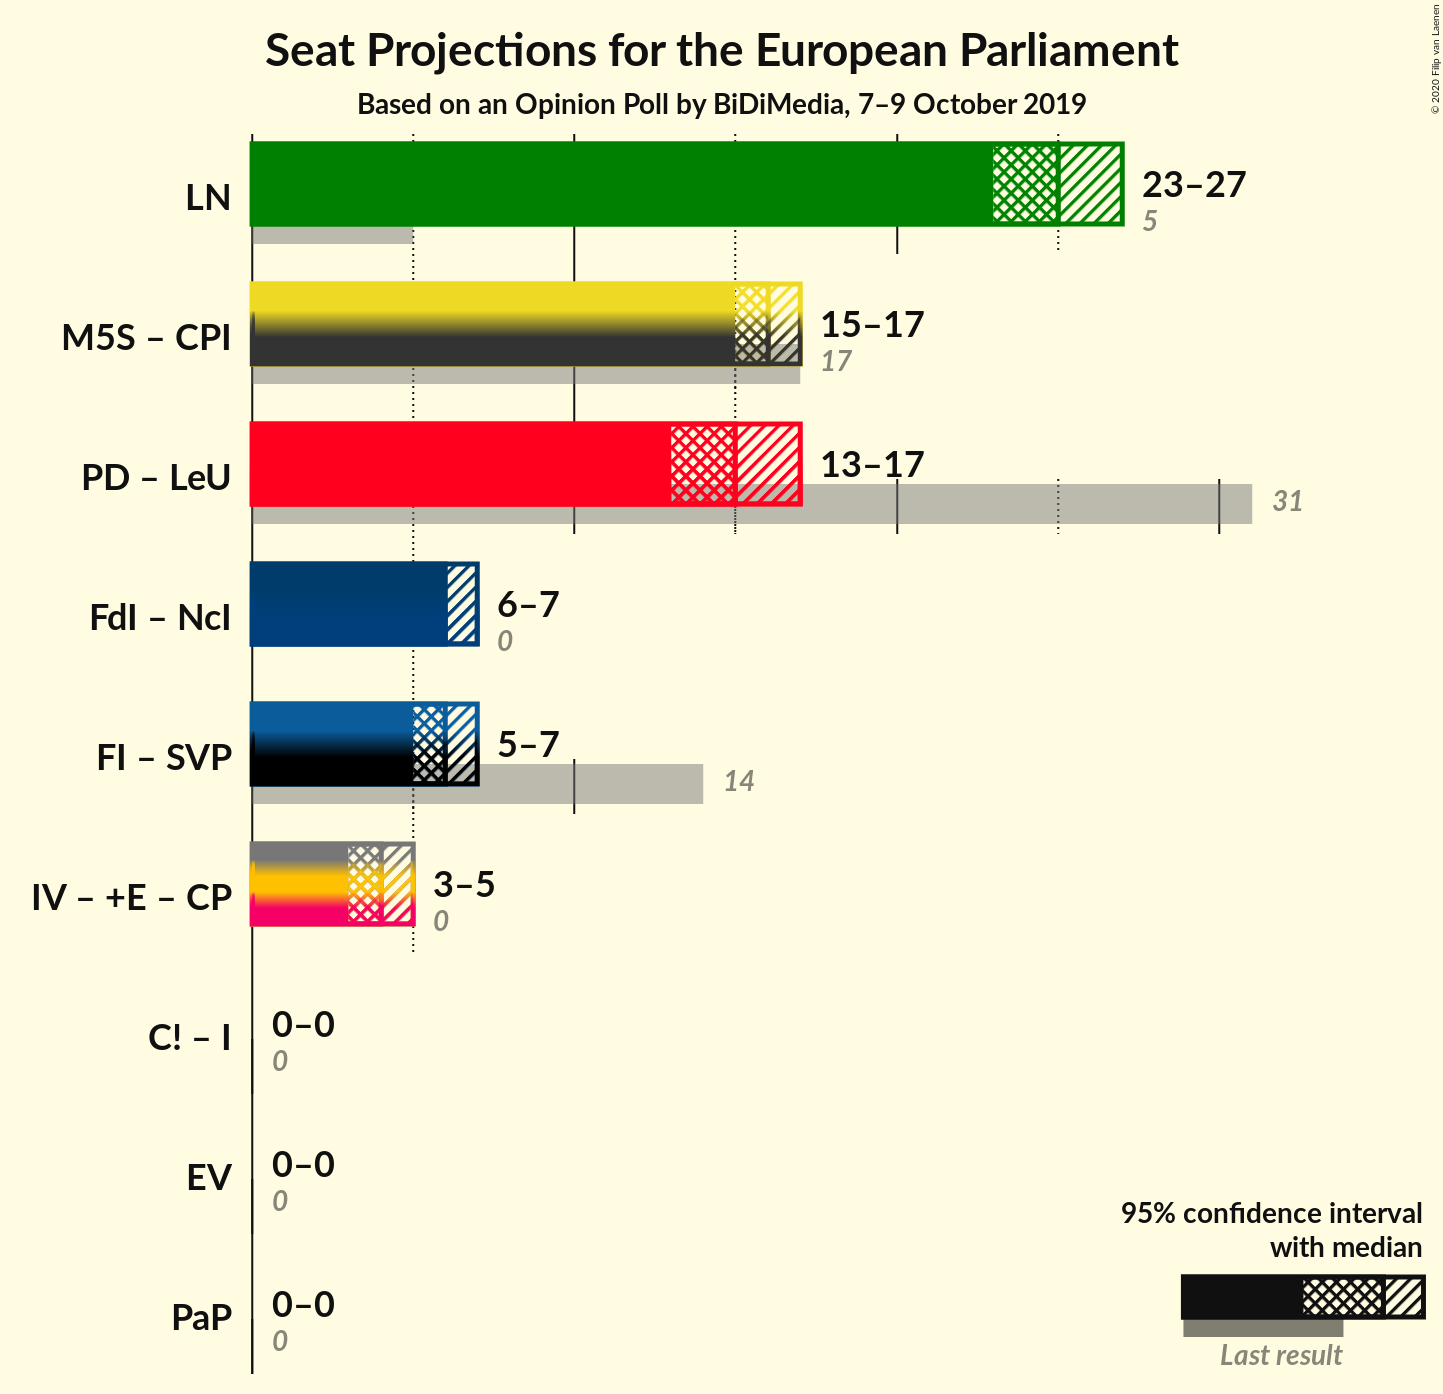 Seat Projections for the European Parliament
Based on an Opinion Poll by BiDiMedia, 7–9 October 2019
© 2020 Filip van Laenen
LN
23–27
5
M5S – CPI
15–17
17
PD – LeU
13–17
31
FdI – NcI
6–7
0
FI – SVP
5–7
14
IV – +E – CP
3–5
0
C! – I
0–0
0
EV
0–0
0
PaP
0–0
0
95% confidence interval
with median
Last result